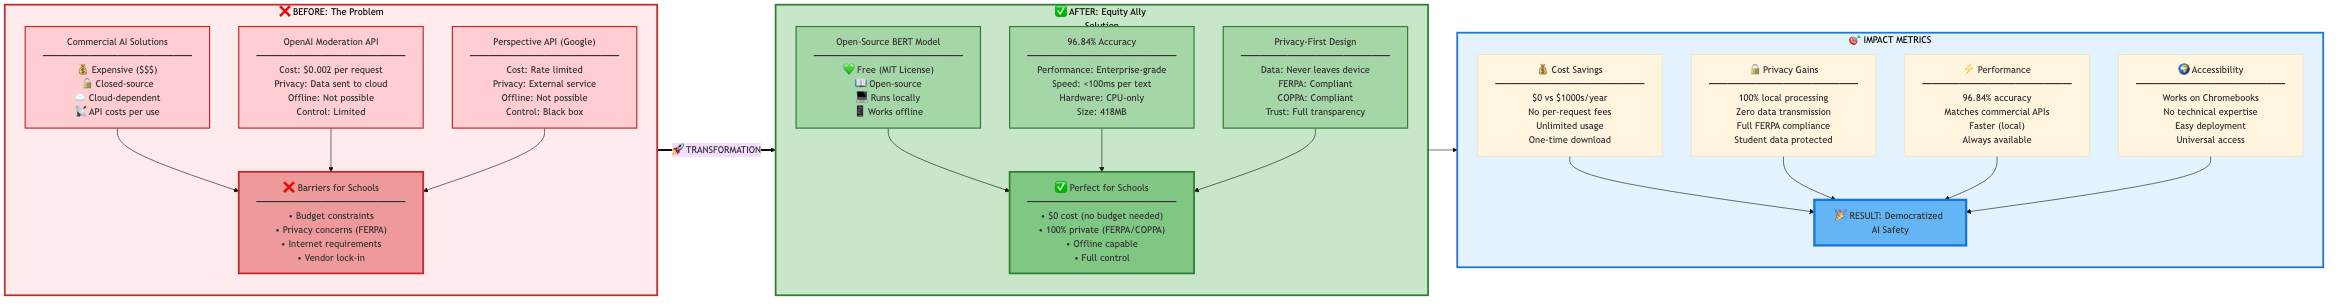 ❌ BEFORE: The Problem
Commercial AI Solutions
💰 Expensive ($$$)
🔒 Closed-source
☁️ Cloud-dependent
📡 API costs per use
OpenAI Moderation API
Cost: $0.002 per request
Privacy: Data sent to cloud
Offline: Not possible
Control: Limited
Perspective API (Google)
Cost: Rate limited
Privacy: External service
Offline: Not possible
Control: Black box
❌ Barriers for Schools
• Budget constraints
• Privacy concerns (FERPA)
• Internet requirements
• Vendor lock-in
🚀 TRANSFORMATION
✅ AFTER: Equity Ally
Solution
Open-Source BERT Model
💚 Free (MIT License)
📖 Open-source
💻 Runs locally
📱 Works offline
96.84% Accuracy
Performance: Enterprise-grade
Speed: <100ms per text
Hardware: CPU-only
Size: 418MB
Privacy-First Design
Data: Never leaves device
FERPA: Compliant
COPPA: Compliant
Trust: Full transparency
✅ Perfect for Schools
• $0 cost (no budget needed)
• 100% private (FERPA/COPPA)
• Offline capable
• Full control
🎯 IMPACT METRICS
💰 Cost Savings
$0 vs $1000s/year
No per-request fees
Unlimited usage
One-time download
🔒 Privacy Gains
100% local processing
Zero data transmission
Full FERPA compliance
Student data protected
⚡ Performance
96.84% accuracy
Matches commercial APIs
Faster (local)
Always available
🌍 Accessibility
Works on Chromebooks
No technical expertise
Easy deployment
Universal access
🎉 RESULT: Democratized
AI Safety